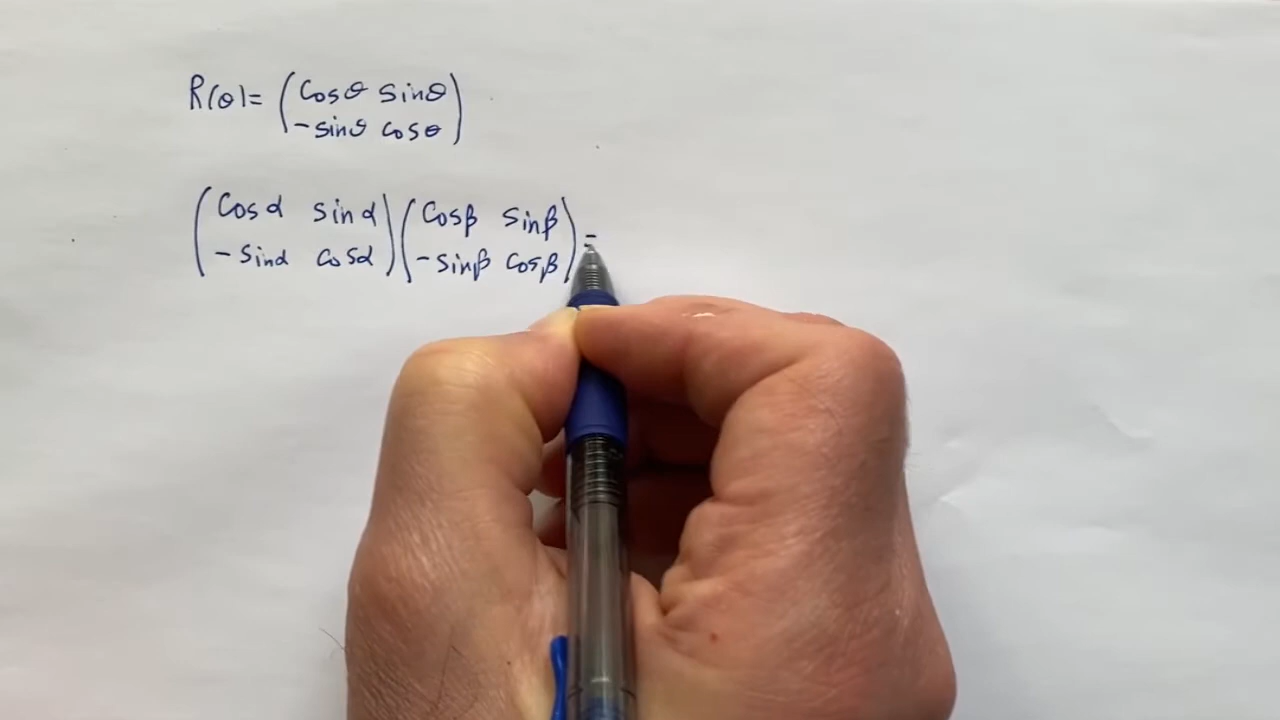 R(θ)= (cosθ sinθ
-sinθ cosθ)
(cosα sinα) (cosβ sinβ) =
(-sinα cosα) (-sinβ cosβ)